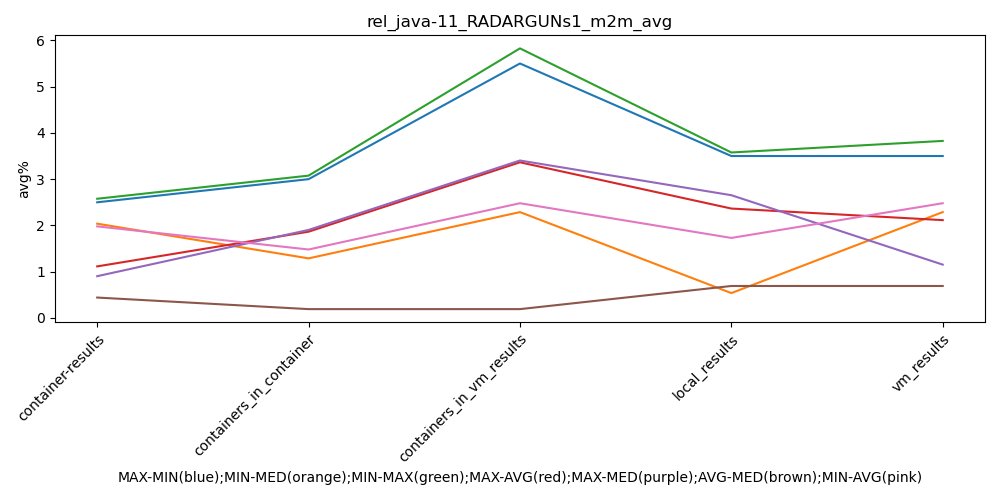 rel_java-11_RADARGUNs1_m2m_avg
6
5
4
3
2
1
0
avg%
container-results
containers_in_container
containers_in_vm_results
local_results
vm_results
MAX-MIN(blue);MIN-MED(orange);MIN-MAX(green);MAX-AVG(red);MAX-MED(purple);AVG-MED(brown);MIN-AVG(pink)